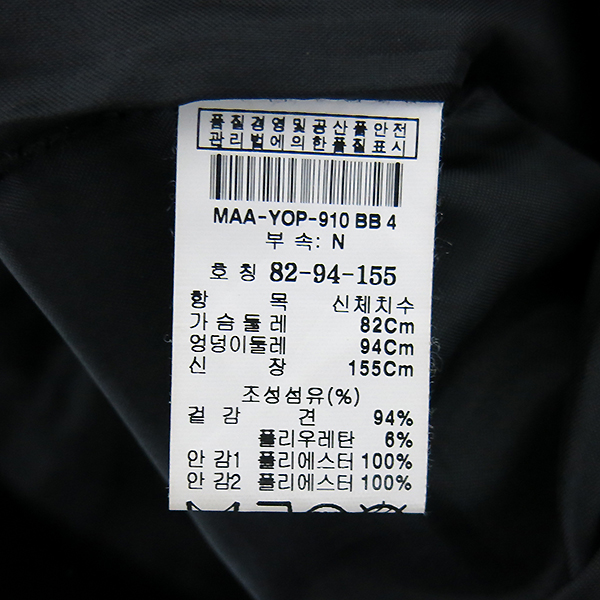 품질경영및공산품안전
관리법에의한품질표시
MAA-YOP-910 BB 4
부 속: N
호 칭 82-94-155
항 목 신체치수
가 슴 둘 레 82Cm
엉덩이둘레 94Cm
신 장 155Cm
조성섬유(%)
겉 감 견 94%
폴리우레탄 6%
안 감1 폴리에스터 100%
안 감2 폴리에스터 100%